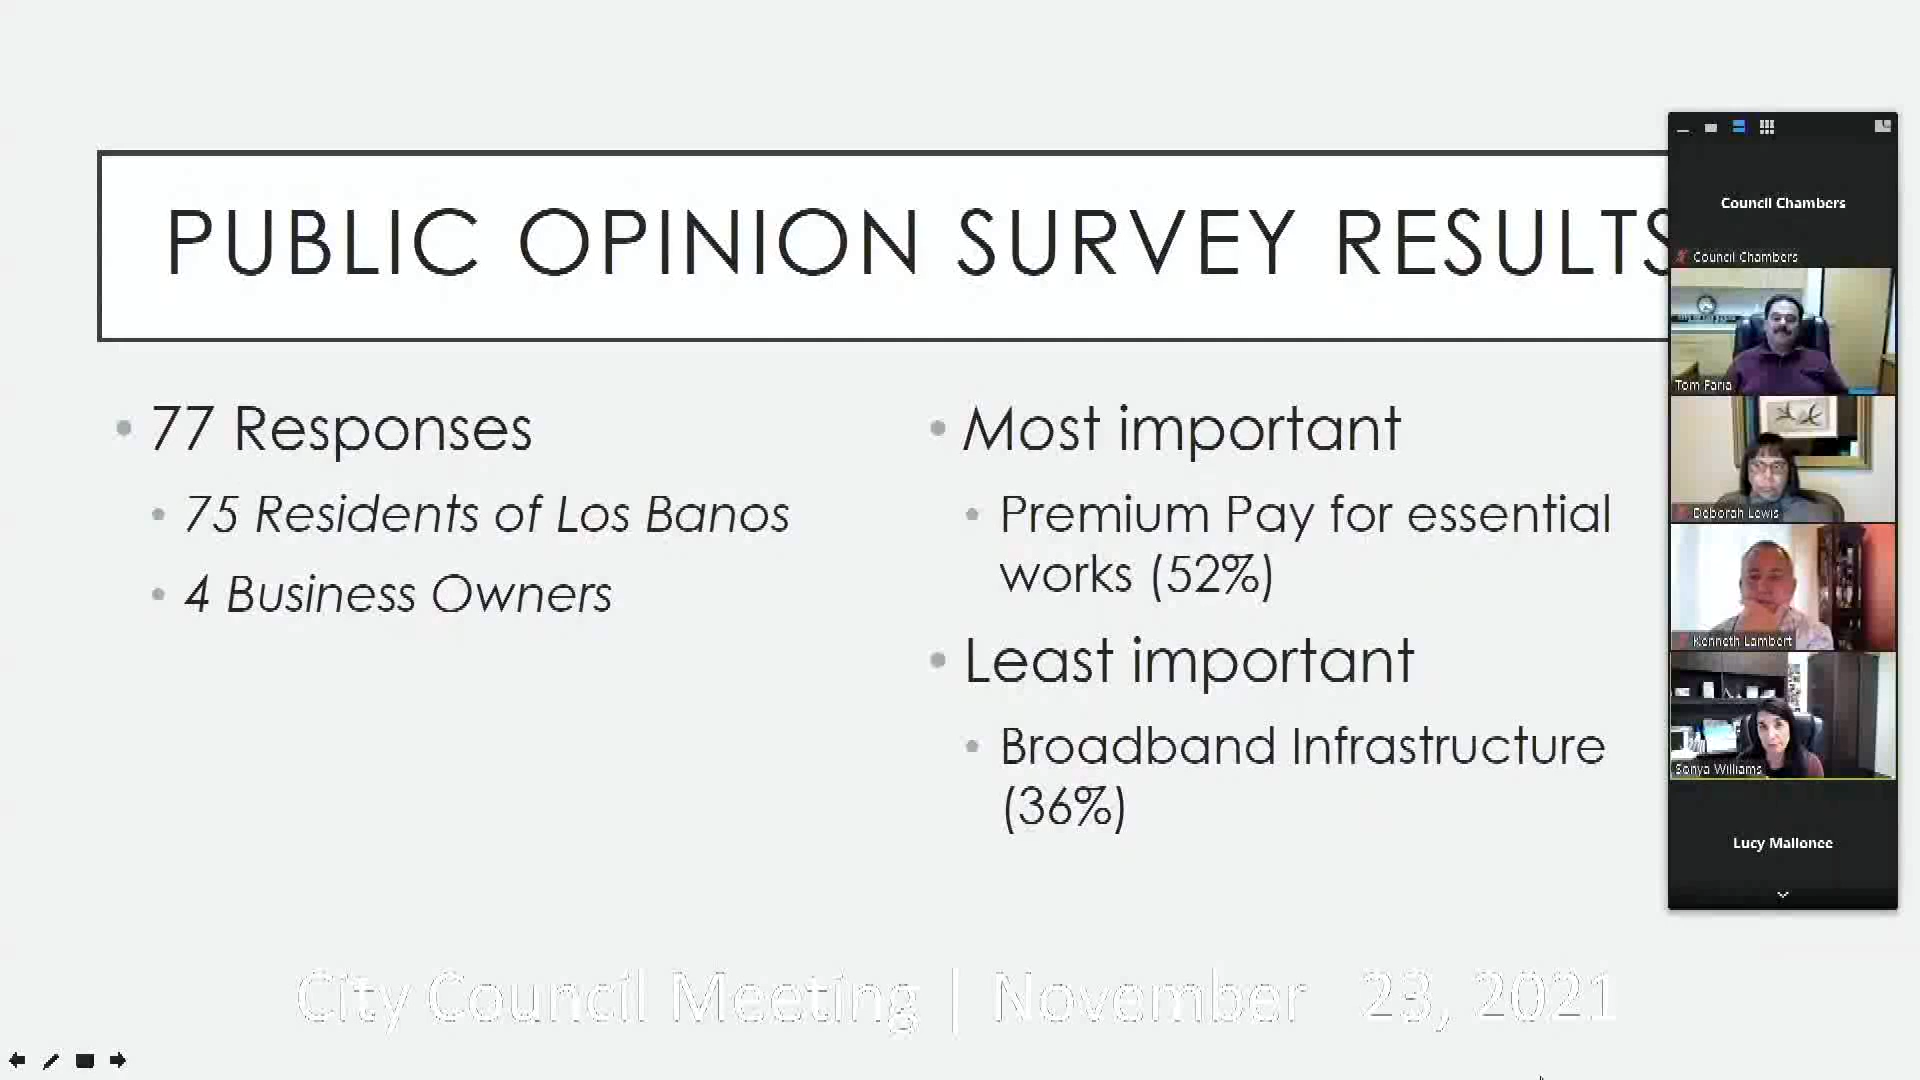 PUBLIC OPINION SURVEY RESULTS
77 Responses
75 Residents of Los Banos
4 Business Owners
Most important
Premium Pay for essential
works (52%)
Least important
Broadband Infrastructure
(36%)
Council Chambers
Council Chambers
Tom Faria
Deborah Lewis
Kenneth Lambert
Sonya Williams
Lucy Mallonee
City Council Meeting | November 23, 2021